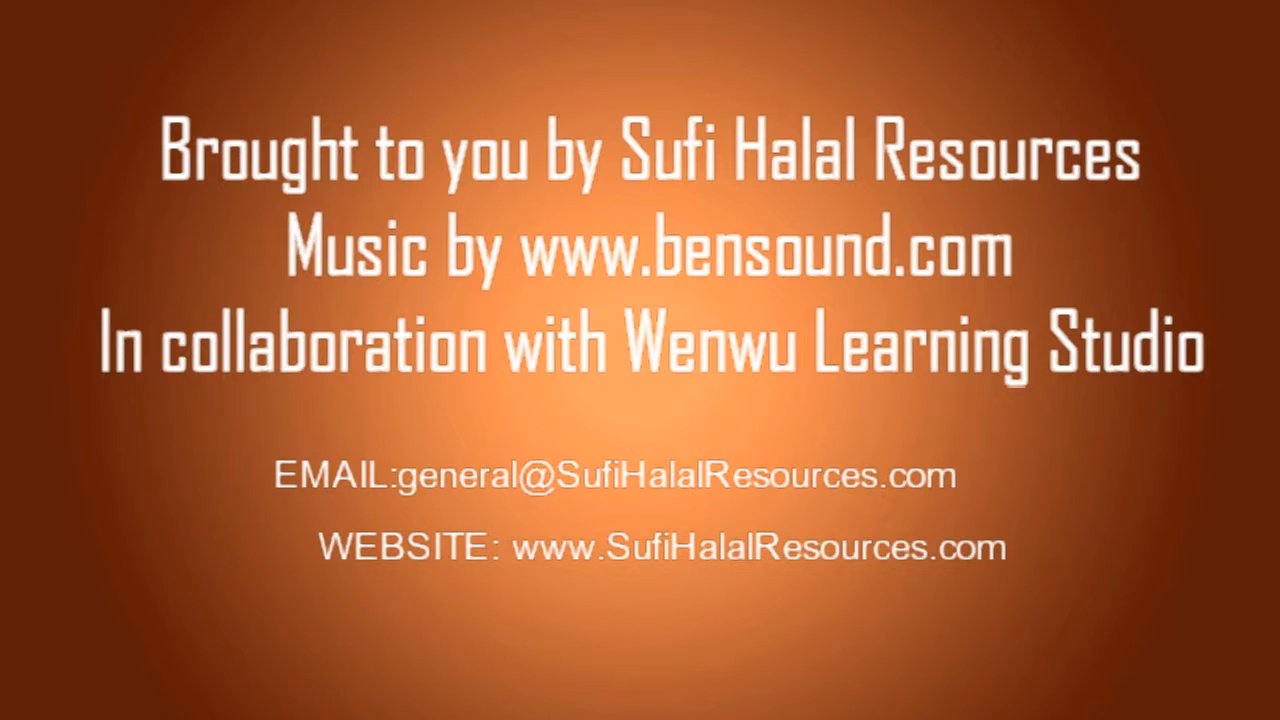 Brought to you by Sufi Halal Resources
Music by www.bensound.com
In collaboration with Wenwu Learning Studio
EMAIL:general@SufiHalalResources.com
WEBSITE: www.SufiHalalResources.com